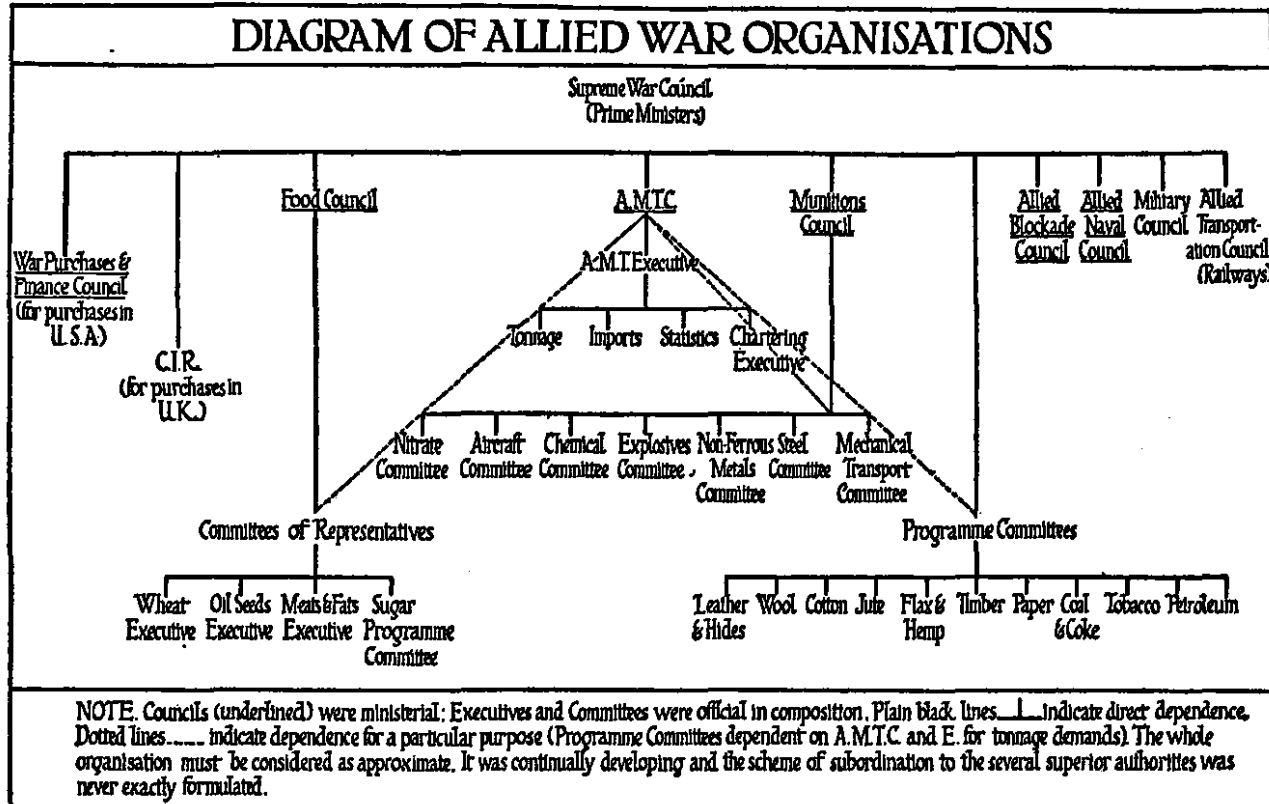 DIAGRAM OF ALLIED WAR ORGANISATIONS
Supreme War Council
(Prime Ministers)
Food Council
A.M.T.C.
Munitions
Council
Allied
Blockade
Council
Allied
Naval
Council
Military
Council
Allied
Transport-
ation Council
(Railways)
War Purchases &
Finance Council
(for purchases in
U.S.A.)
A.M.T. Executive
C.I.R.
(for purchases in
U.K.)
Tonnage
Imports
Statistics
Chartering
Executive
Nitrate
Committee
Aircraft
Committee
Chemical
Committee
Explosives
Committee
Non-Ferrous
Metals
Committee
Steel
Committee
Mechanical
Transport
Committee
Committees of Representatives
Programme Committees
Wheat
Executive
Oil Seeds
Executive
Meats & Fats
Executive
Sugar
Programme
Committee
Leather
& Hides
Wool
Cotton
Jute
Flax &
Hemp
Timber
Paper
Coal
& Coke
Tobacco
Petroleum
NOTE. Councils (underlined) were ministerial: Executives and Committees were official in composition. Plain black lines indicate direct dependence.
Dotted lines ..... indicate dependence for a particular purpose (Programme Committees dependent on A.M.T.C. and E. for tonnage demands). The whole
organisation must be considered as approximate. It was continually developing and the scheme of subordination to the several superior authorities was
never exactly formulated.